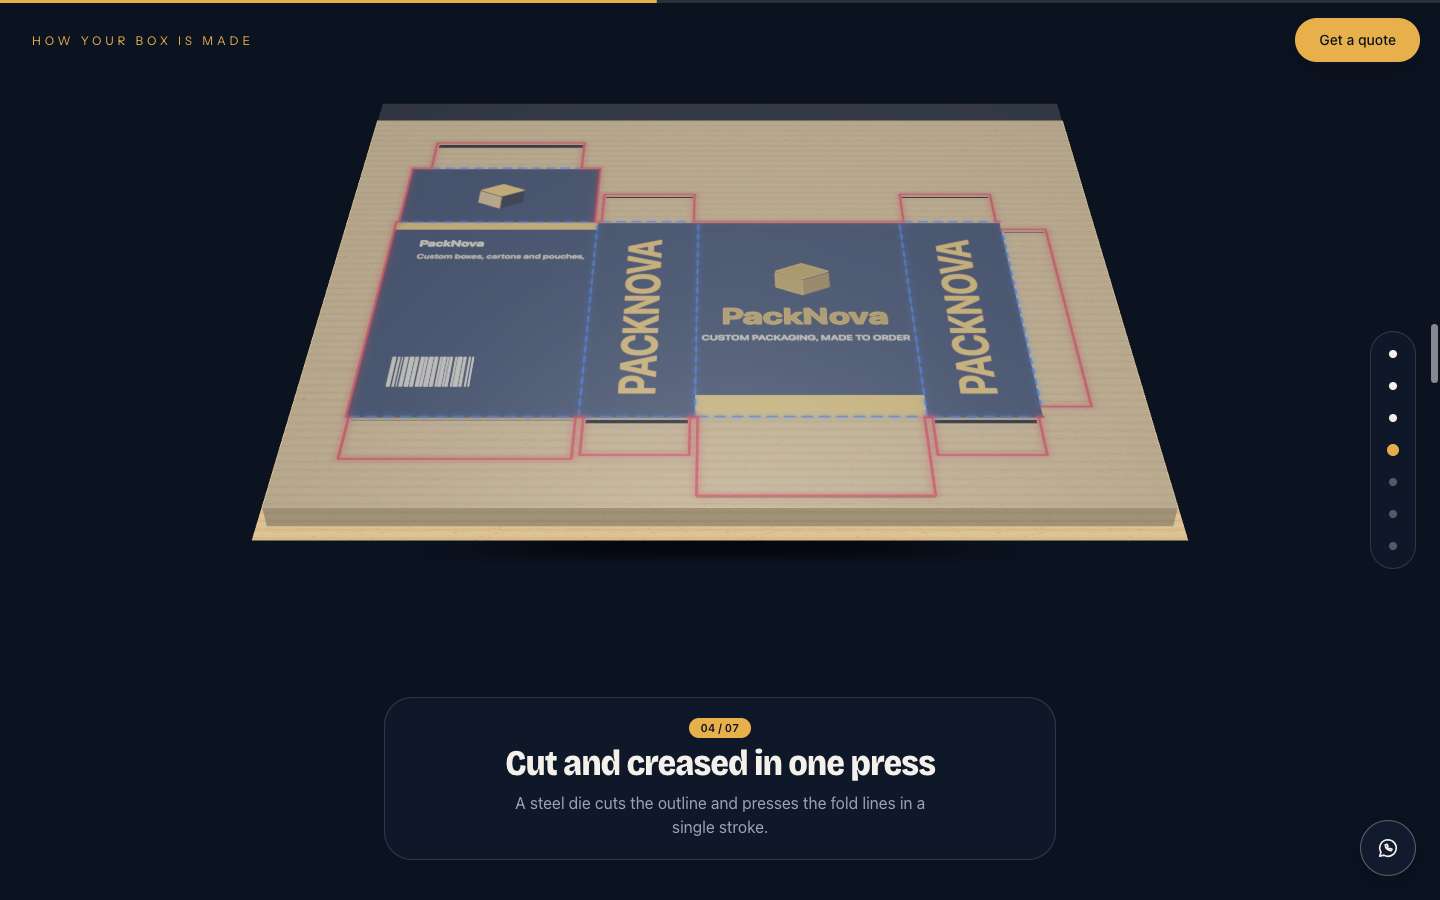 HOW YOUR BOX IS MADE
Get a quote
PackNova
Custom boxes, cartons and pouches,
PACKNOVA
PackNova
CUSTOM PACKAGING, MADE TO ORDER
PACKNOVA
04 / 07
Cut and creased in one press
A steel die cuts the outline and presses the fold lines in a
single stroke.